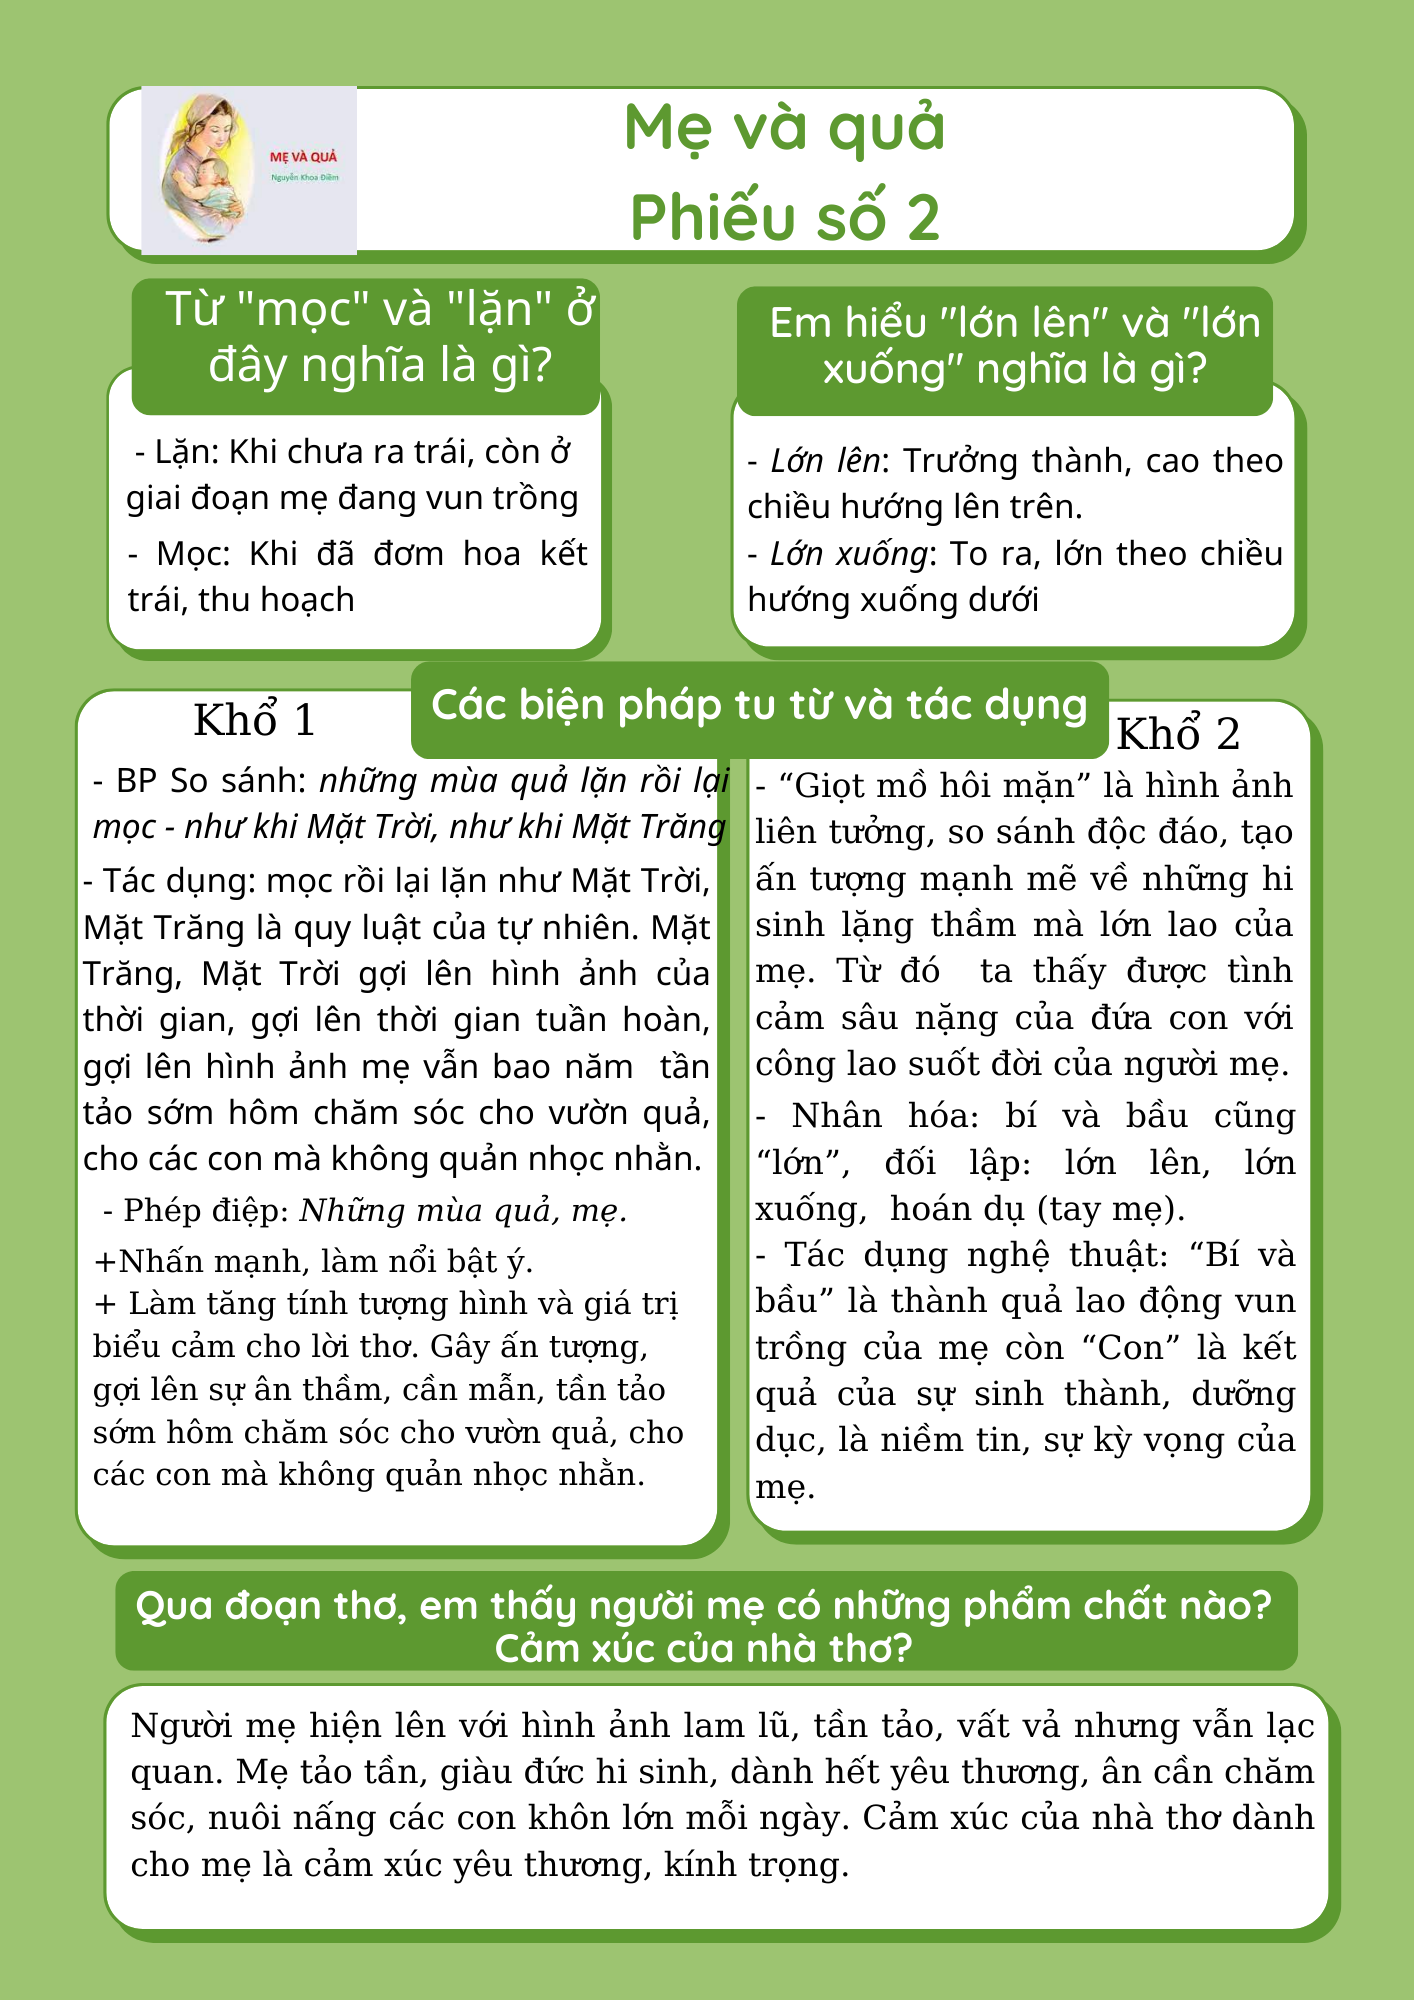 MẸ VÀ QUẢ
Nguyễn Khoa Điềm
Mẹ và quả
Phiếu số 2
Từ "mọc" và "lặn" ở
đây nghĩa là gì?
- Lặn: Khi chưa ra trái, còn ở
giai đoạn mẹ đang vun trồng
- Mọc: Khi đã đơm hoa kết
trái, thu hoạch
Em hiểu "lớn lên" và "lớn
xuống" nghĩa là gì?
- Lớn lên: Trưởng thành, cao theo
chiều hướng lên trên.
- Lớn xuống: To ra, lớn theo chiều
hướng xuống dưới
Các biện pháp tu từ và tác dụng
Khổ 1
- BP So sánh: những mùa quả lặn rồi lại
mọc - như khi Mặt Trời, như khi Mặt Trăng
- Tác dụng: mọc rồi lại lặn như Mặt Trời,
Mặt Trăng là quy luật của tự nhiên. Mặt
Trăng, Mặt Trời gợi lên hình ảnh của
thời gian, gợi lên thời gian tuần hoàn,
gợi lên hình ảnh mẹ vẫn bao năm tần
tảo sớm hôm chăm sóc cho vườn quả,
cho các con mà không quản nhọc nhằn.
- Phép điệp: Những mùa quả, mẹ.
+Nhấn mạnh, làm nổi bật ý.
+ Làm tăng tính tượng hình và giá trị
biểu cảm cho lời thơ. Gây ấn tượng,
gợi lên sự ân thầm, cần mẫn, tần tảo
sớm hôm chăm sóc cho vườn quả, cho
các con mà không quản nhọc nhằn.
Khổ 2
- “Giọt mồ hôi mặn” là hình ảnh
liên tưởng, so sánh độc đáo, tạo
ấn tượng mạnh mẽ về những hi
sinh lặng thầm mà lớn lao của
mẹ. Từ đó ta thấy được tình
cảm sâu nặng của đứa con với
công lao suốt đời của người mẹ.
- Nhân hóa: bí và bầu cũng
“lớn”, đối lập: lớn lên, lớn
xuống, hoán dụ (tay mẹ).
- Tác dụng nghệ thuật: “Bí và
bầu” là thành quả lao động vun
trồng của mẹ còn “Con” là kết
quả của sự sinh thành, dưỡng
dục, là niềm tin, sự kỳ vọng của
mẹ.
Qua đoạn thơ, em thấy người mẹ có những phẩm chất nào?
Cảm xúc của nhà thơ?
Người mẹ hiện lên với hình ảnh lam lũ, tần tảo, vất vả nhưng vẫn lạc
quan. Mẹ tảo tần, giàu đức hi sinh, dành hết yêu thương, ân cần chăm
sóc, nuôi nấng các con khôn lớn mỗi ngày. Cảm xúc của nhà thơ dành
cho mẹ là cảm xúc yêu thương, kính trọng.